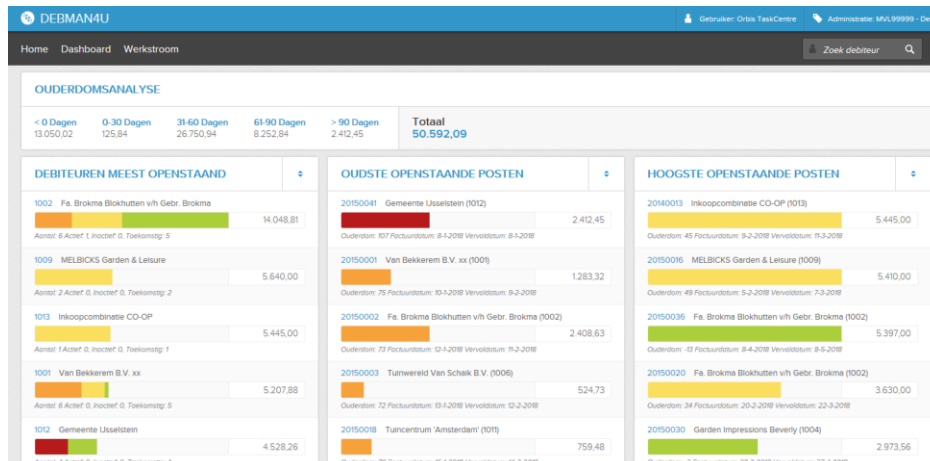 DEBMAN4U
Gebruiker: Orbis TaskCentre
Administratie: MVL99999 - De
Home Dashboard Werkstroom
Zoek debiteur
OUDERDOMSANALYSE
< 0 Dagen 0-30 Dagen 31-60 Dagen 61-90 Dagen > 90 Dagen Totaal
13.050,02 125,84 26.750,94 8.252,84 2.412,45 50.592,09
DEBITEUREN MEEST OPENSTAAND
1002 Fa. Brokma Blokhutten v/h Gebr. Brokma
14.048,81
Aantal: 6 Actief: 1, Inactief: 0, Toekomstig: 5
1009 MELBICKS Garden & Leisure
5.640,00
Aantal: 2 Actief: 0, Inactief: 0, Toekomstig: 2
1013 Inkoopcombinatie CO-OP
5.445,00
Aantal: 1 Actief: 0, Inactief: 0, Toekomstig: 1
1001 Van Bekkerem B.V. xx
5.207,88
Aantal: 6 Actief: 0, Inactief: 0, Toekomstig: 5
1012 Gemeente IJsselstein
4.528,26
OUDSTE OPENSTAANDE POSTEN
20150041 Gemeente IJsselstein (1012)
2.412,45
Ouderdom: 107 Factuurdatum: 8-1-2018 Vervaldatum: 8-1-2018
20150001 Van Bekkerem B.V. xx (1001)
1.283,32
Ouderdom: 75 Factuurdatum: 10-1-2018 Vervaldatum: 9-2-2018
20150002 Fa. Brokma Blokhutten v/h Gebr. Brokma (1002)
2.408,63
Ouderdom: 73 Factuurdatum: 12-1-2018 Vervaldatum: 11-2-2018
20150003 Tuinwereld Van Schaik B.V. (1006)
524,73
Ouderdom: 72 Factuurdatum: 13-1-2018 Vervaldatum: 12-2-2018
20150018 Tuincentrum 'Amsterdam' (1011)
759,48
HOOGSTE OPENSTAANDE POSTEN
20140013 Inkoopcombinatie CO-OP (1013)
5.445,00
Ouderdom: 45 Factuurdatum: 9-2-2018 Vervaldatum: 11-3-2018
20150016 MELBICKS Garden & Leisure (1009)
5.410,00
Ouderdom: 49 Factuurdatum: 5-2-2018 Vervaldatum: 7-3-2018
20150036 Fa. Brokma Blokhutten v/h Gebr. Brokma (1002)
5.397,00
Ouderdom: -13 Factuurdatum: 8-4-2018 Vervaldatum: 8-5-2018
20150020 Fa. Brokma Blokhutten v/h Gebr. Brokma (1002)
3.630,00
Ouderdom: 34 Factuurdatum: 20-2-2018 Vervaldatum: 22-3-2018
20150030 Garden Impressions Beverly (1004)
2.973,56